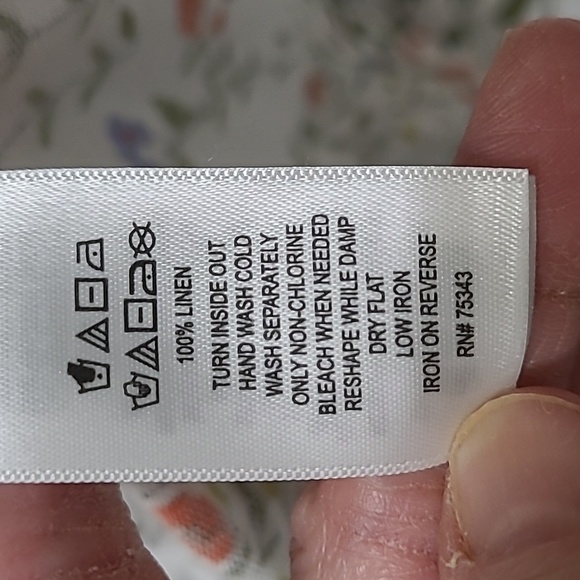 100% LINEN
TURN INSIDE OUT
HAND WASH COLD
WASH SEPARATELY
ONLY NON-CHLORINE
BLEACH WHEN NEEDED
RESHAPE WHILE DAMP
DRY FLAT
LOW IRON
IRON ON REVERSE
RN# 75343